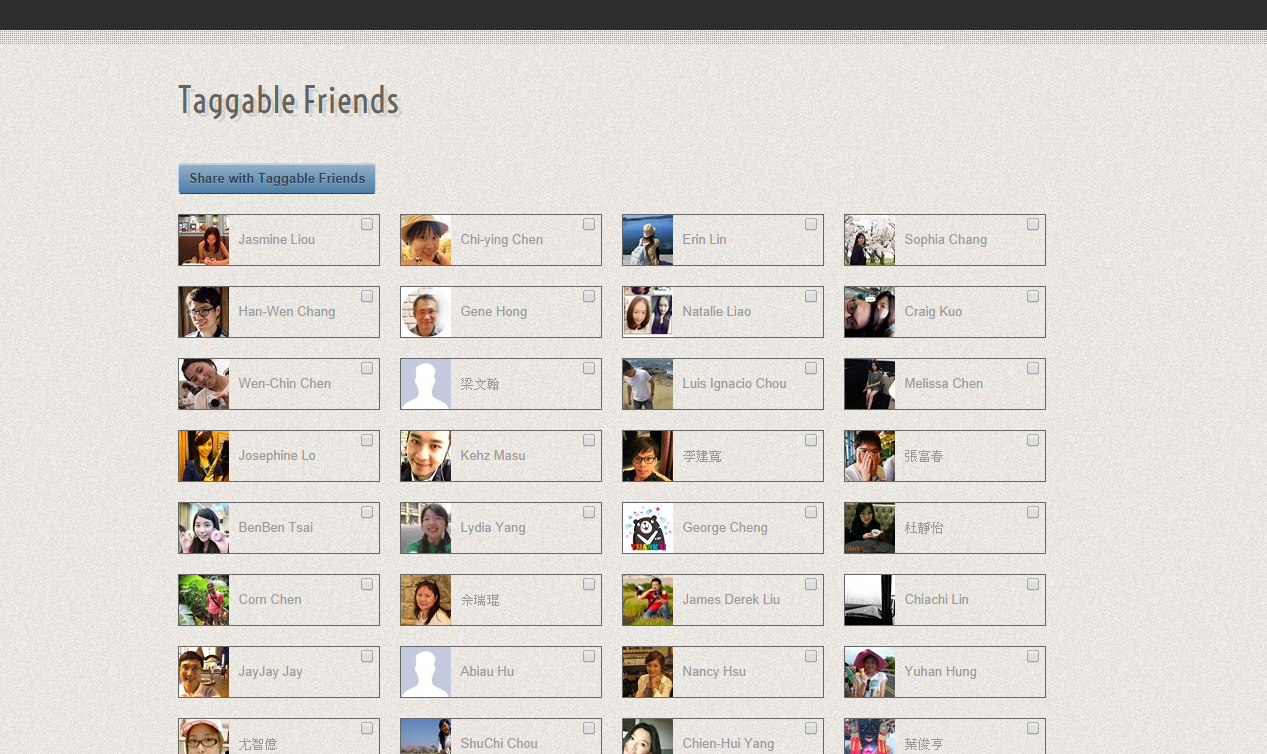 Taggable Friends
Share with Taggable Friends
Jasmine Liou
Chi-ying Chen
Erin Lin
Sophia Chang
Han-Wen Chang
Gene Hong
Natalie Liao
Craig Kuo
Wen-Chin Chen
梁文翰
Luis Ignacio Chou
Melissa Chen
Josephine Lo
Kehz Masu
李建寬
張富春
BenBen Tsai
Lydia Yang
George Cheng
杜靜怡
Corn Chen
余瑞琨
James Derek Liu
Chiachi Lin
JayJay Jay
Abiau Hu
Nancy Hsu
Yuhan Hung
尤智億
ShuChi Chou
Chien-Hui Yang
葉俊亨